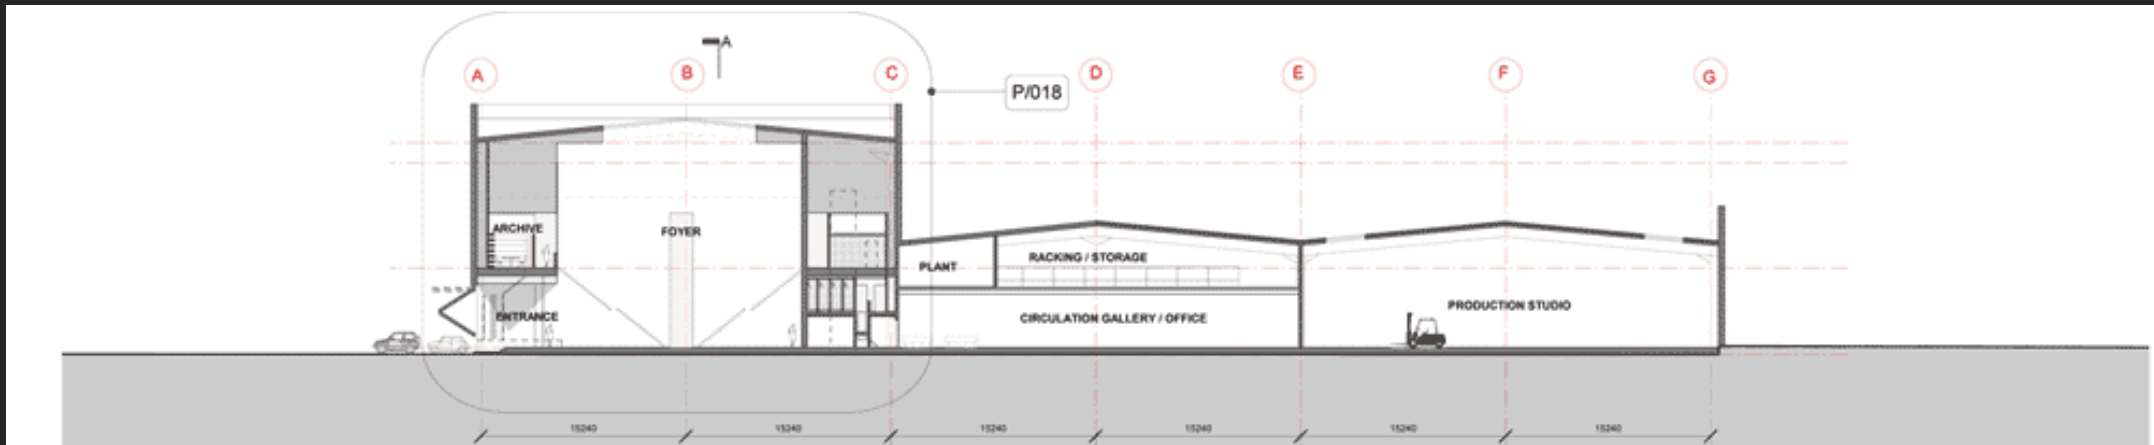 A
A
B
C
D
E
F
G
P/018
ARCHIVE
FOYER
PLANT
RACKING / STORAGE
ENTRANCE
CIRCULATION GALLERY / OFFICE
PRODUCTION STUDIO
15240
15240
15240
15240
15240
15240